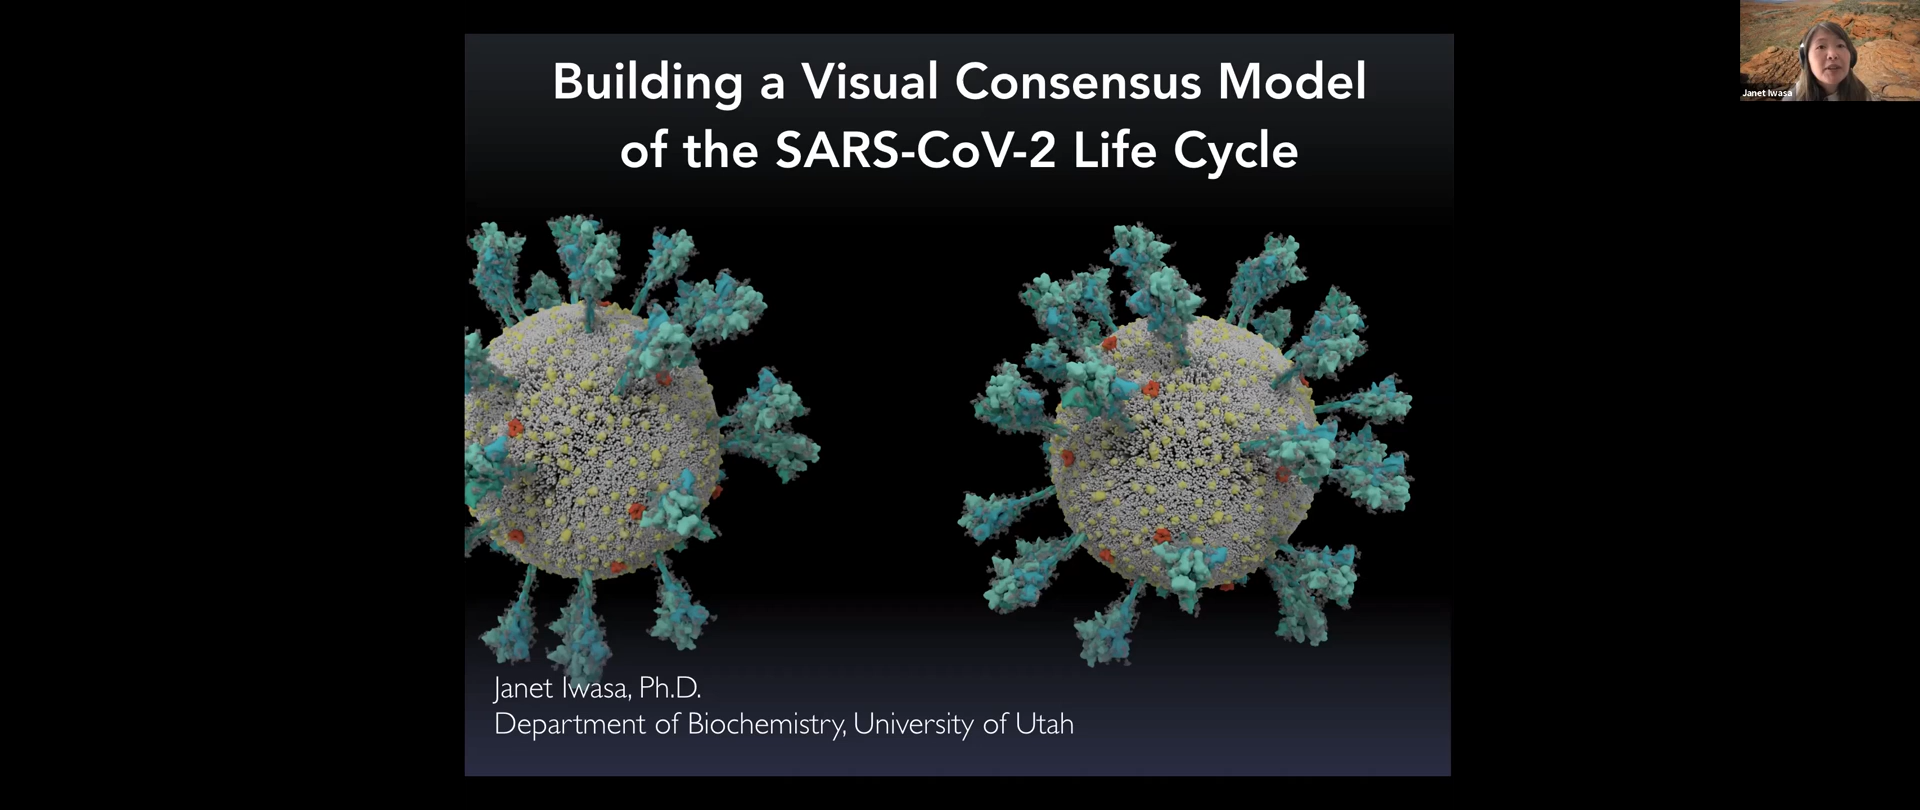 Building a Visual Consensus Model
of the SARS-CoV-2 Life Cycle
Janet Iwasa
Janet Iwasa, Ph.D.
Department of Biochemistry, University of Utah